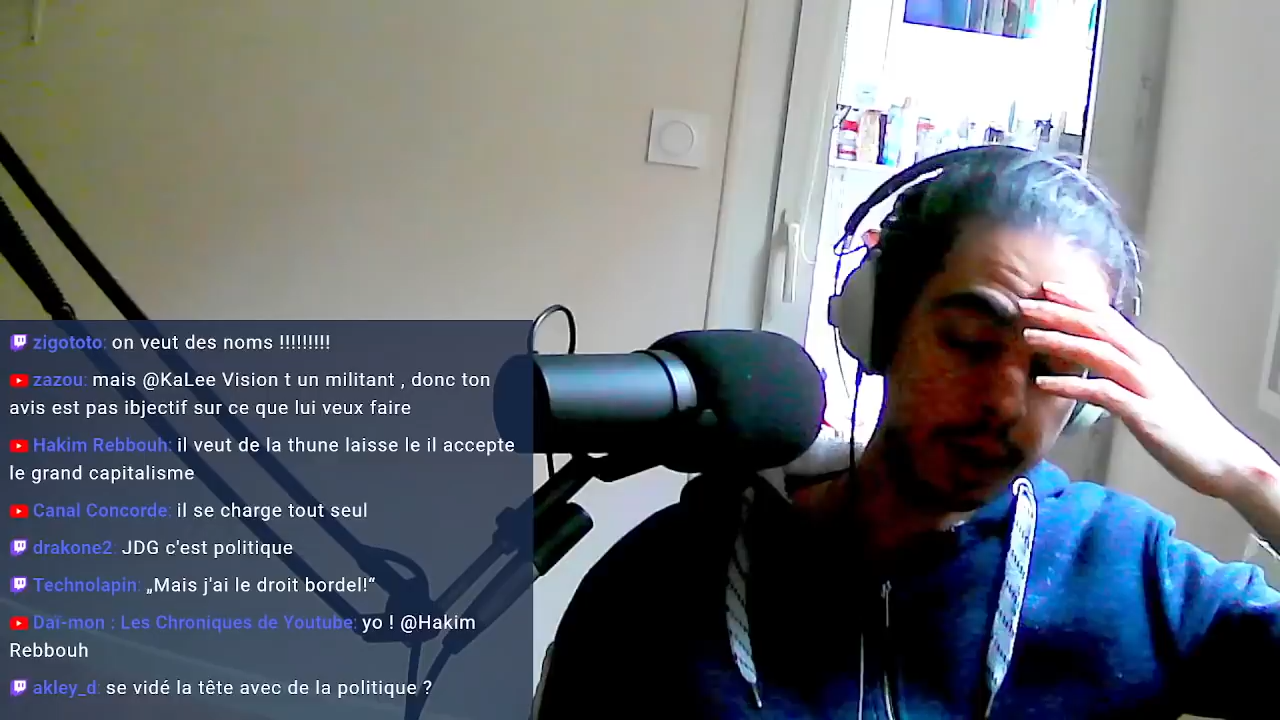 zigototo: on veut des noms !!!!!!!!!
zazou: mais @KaLee Vision t un militant , donc ton
avis est pas ibjectif sur ce que lui veux faire
Hakim Rebbouh: il veut de la thune laisse le il accepte
le grand capitalisme
Canal Concorde: il se charge tout seul
drakone2: JDG c'est politique
Technolapin: „Mais j'ai le droit bordel!“
Daï-mon : Les Chroniques de Youtube: yo ! @Hakim
Rebbouh
akley_d: se vidé la tête avec de la politique ?